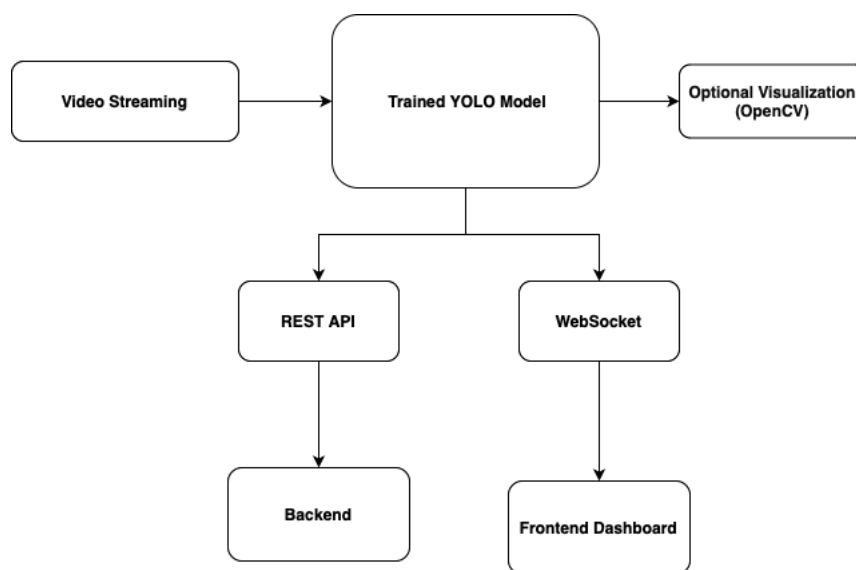 Video Streaming
Trained YOLO Model
Optional Visualization
(OpenCV)
REST API
WebSocket
Backend
Frontend Dashboard